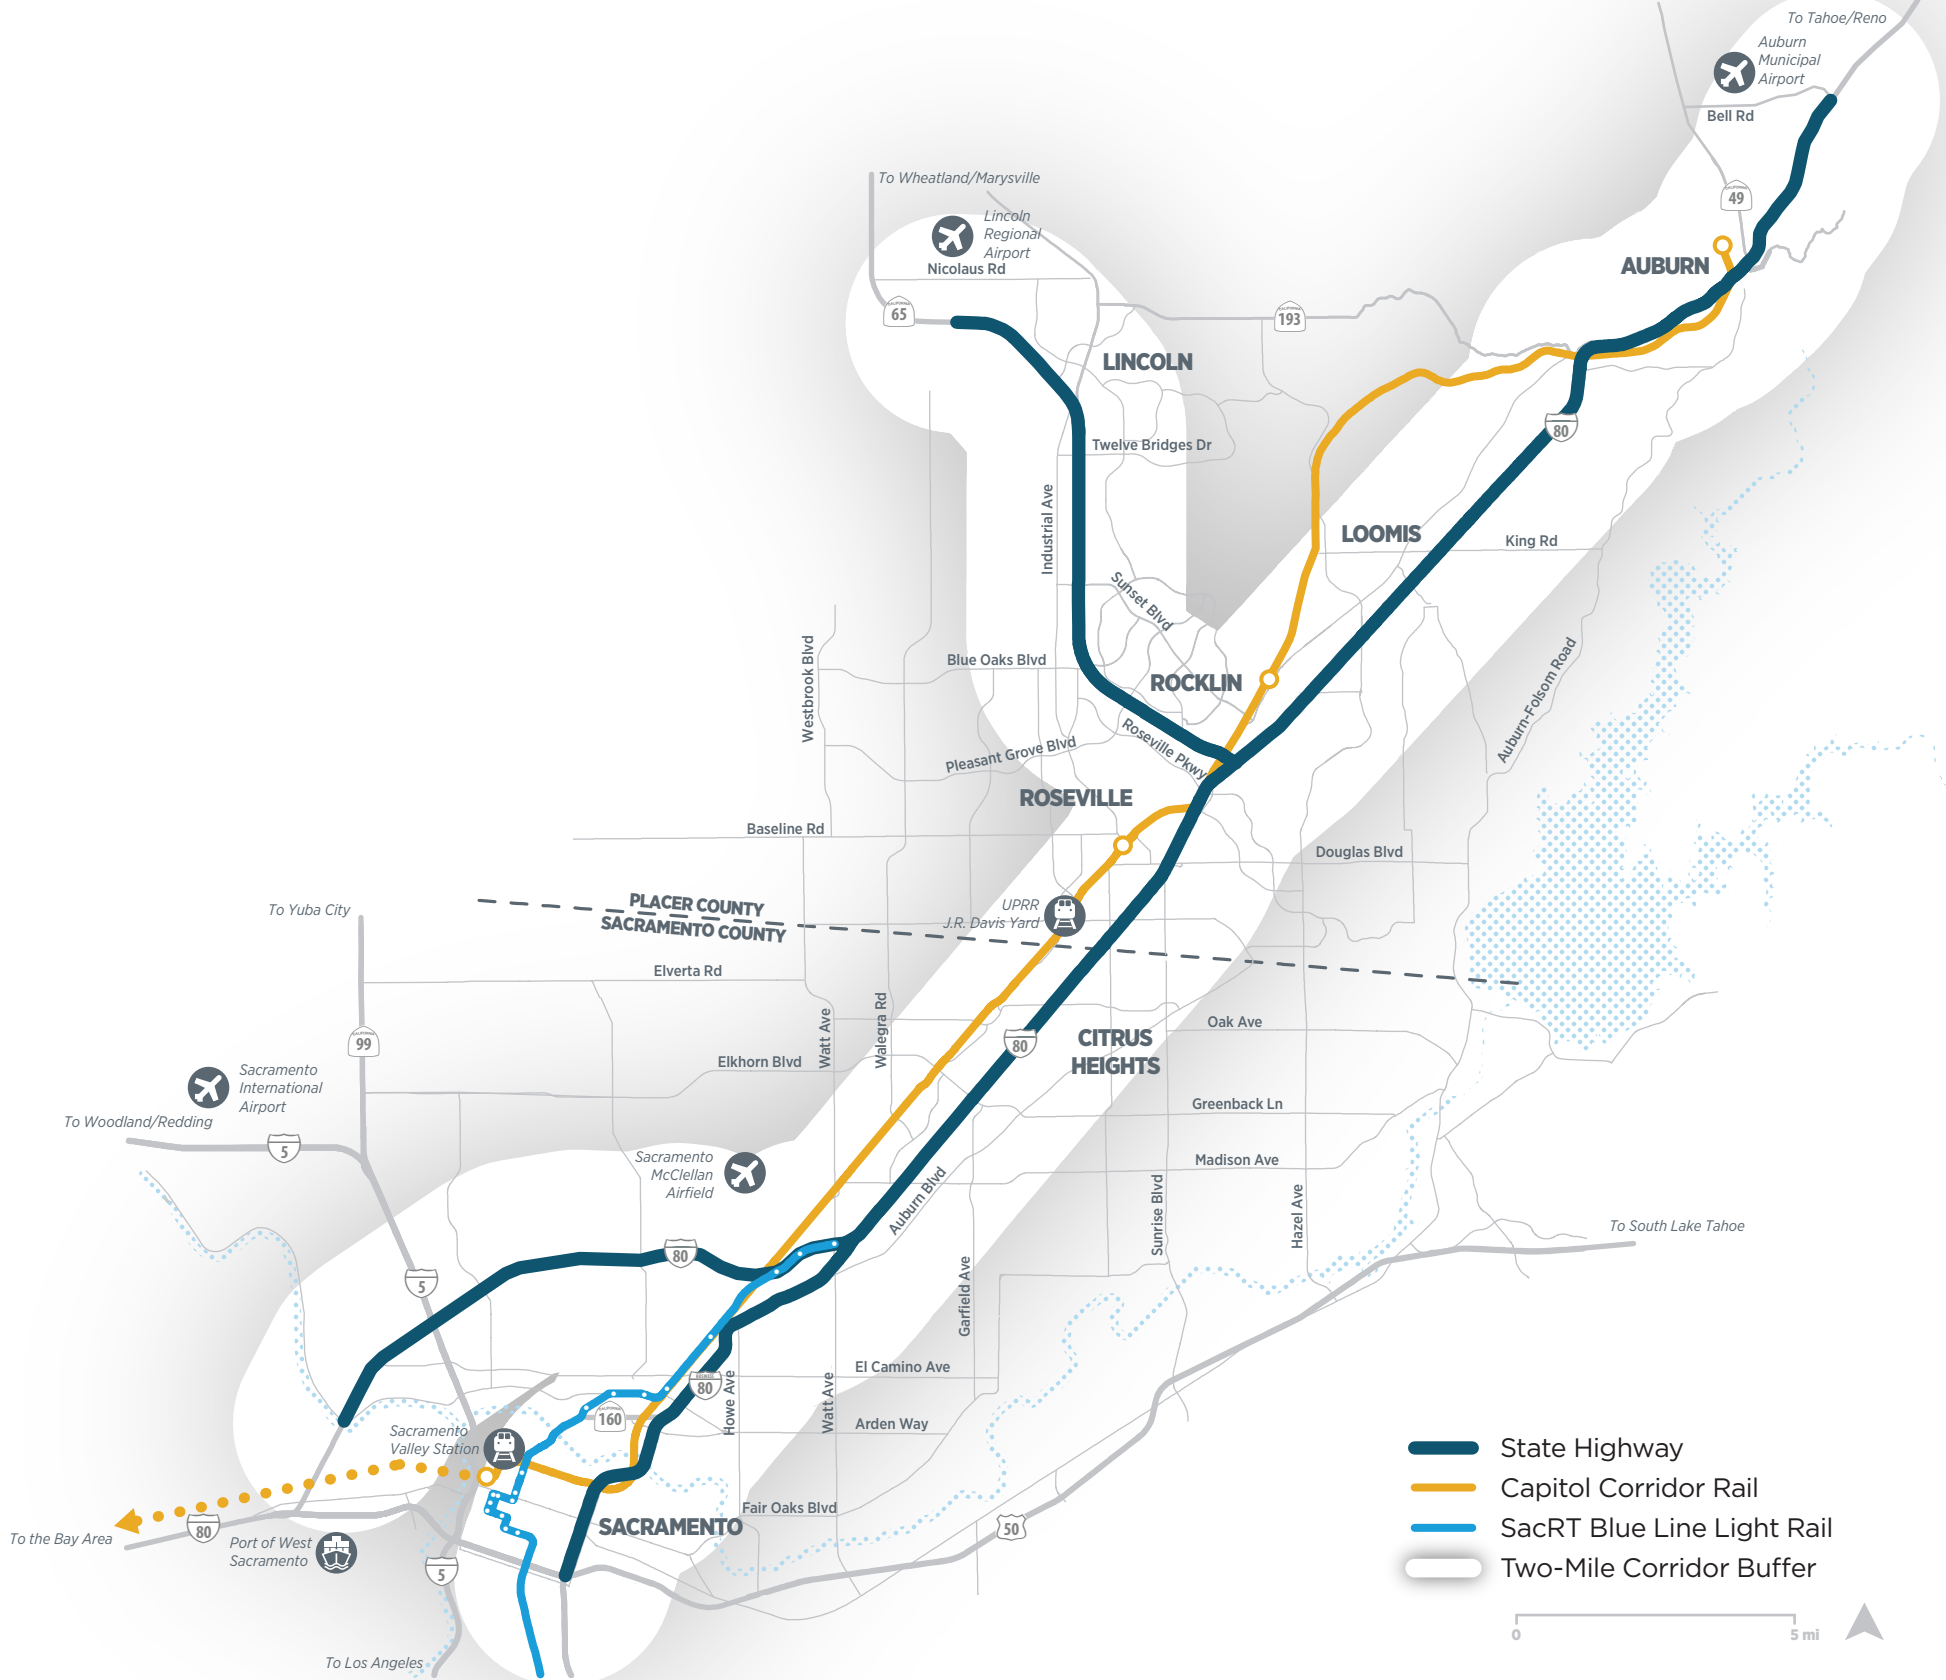 To Tahoe/Reno
Auburn
Municipal
Airport
Bell Rd
CALIFORNIA
49
AUBURN
To Wheatland/Marysville
Lincoln
Regional
Airport
Nicolaus Rd
CALIFORNIA
65
CALIFORNIA
193
LINCOLN
80
Twelve Bridges Dr
Industrial Ave
LOOMIS
King Rd
Sunset Blvd
Westbrook Blvd
Blue Oaks Blvd
ROCKLIN
Auburn-Folsom Road
Roseville Pkwy
Pleasant Grove Blvd
ROSEVILLE
Baseline Rd
Douglas Blvd
PLACER COUNTY
SACRAMENTO COUNTY
To Yuba City
UPRR
J.R. Davis Yard
Elverta Rd
Watt Ave
Walegra Rd
CALIFORNIA
99
80
CITRUS
HEIGHTS
Oak Ave
Elkhorn Blvd
Sacramento
International
Airport
To Woodland/Redding
5
Greenback Ln
Sacramento
McClellan
Airfield
Madison Ave
Auburn Blvd
Sunrise Blvd
Hazel Ave
To South Lake Tahoe
80
5
Garfield Ave
El Camino Ave
80
Howe Ave
Watt Ave
CALIFORNIA
160
Arden Way
Sacramento
Valley Station
State Highway
Capitol Corridor Rail
SacRT Blue Line Light Rail
Two-Mile Corridor Buffer
Fair Oaks Blvd
SACRAMENTO
50
80
To the Bay Area
Port of West
Sacramento
5
To Los Angeles
0
5 mi